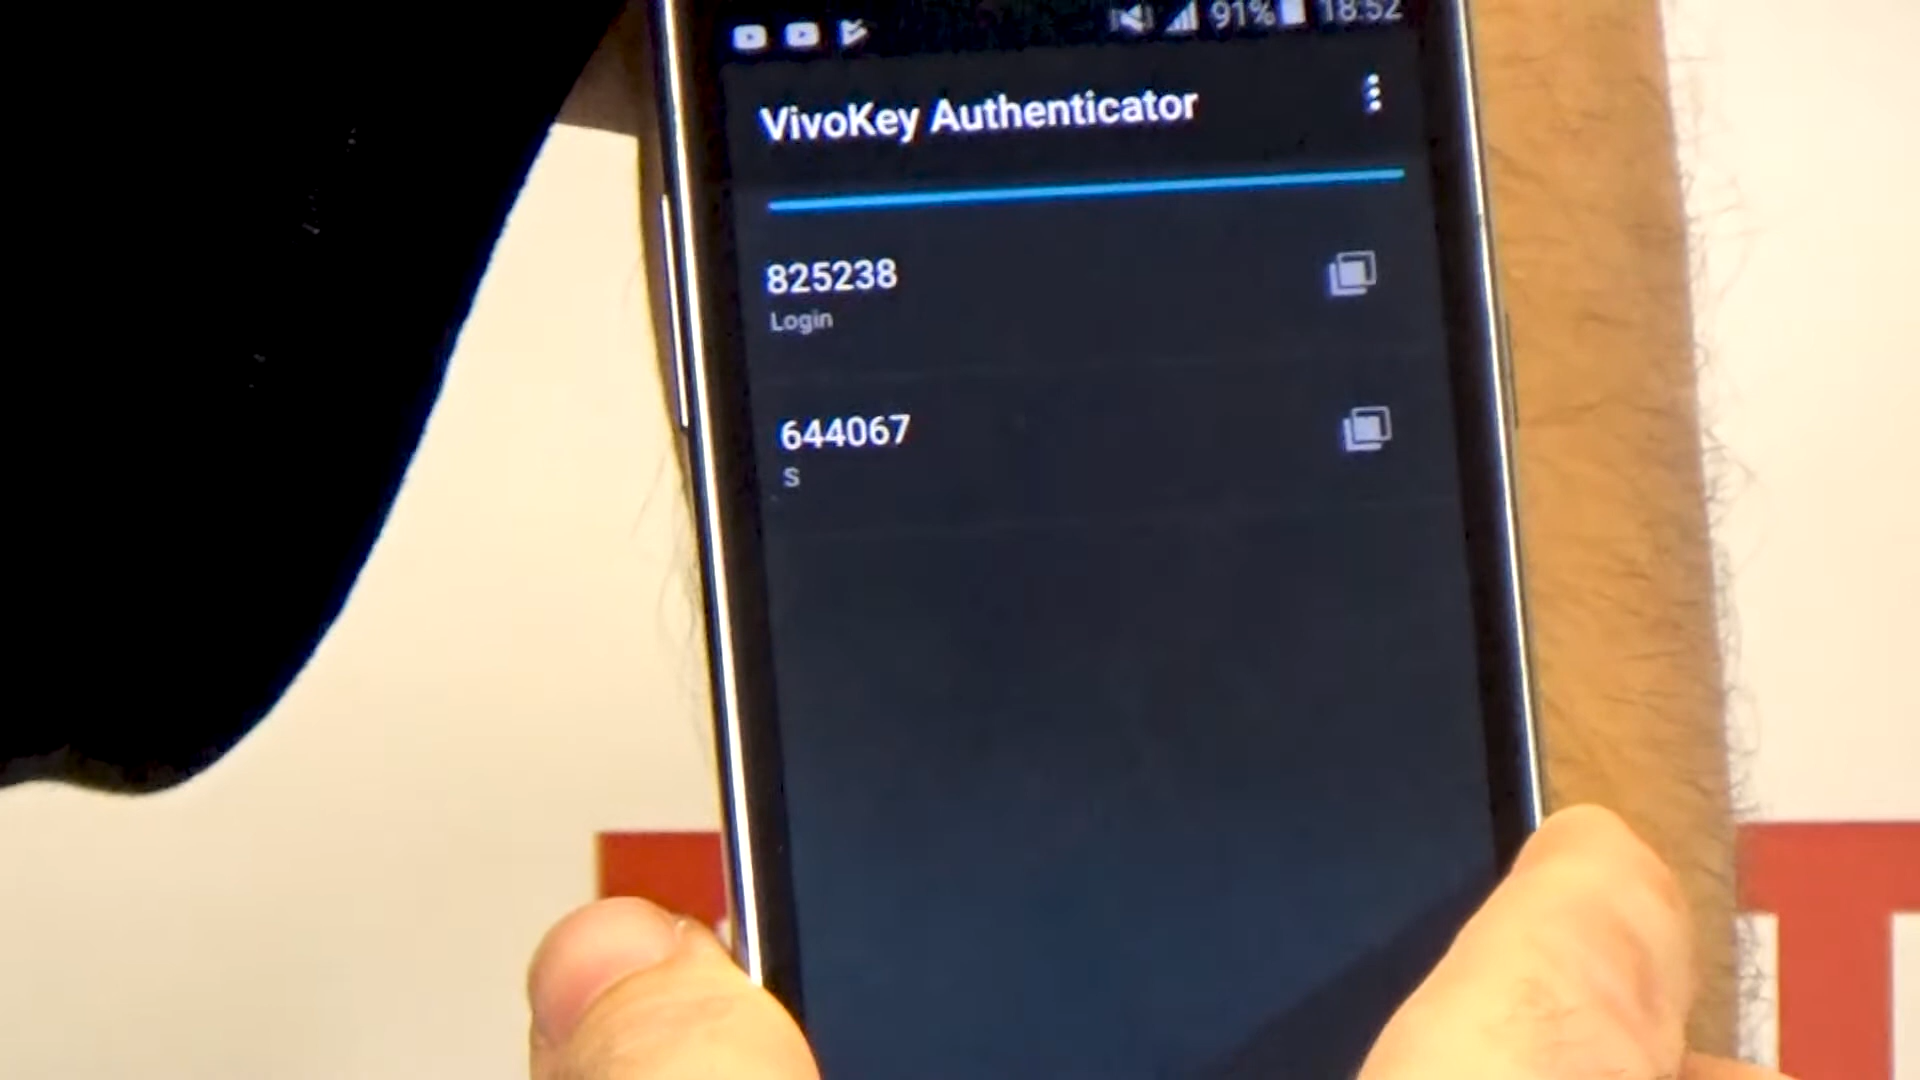 91% 18:52
VivoKey Authenticator
825238
Login
644067
S
T